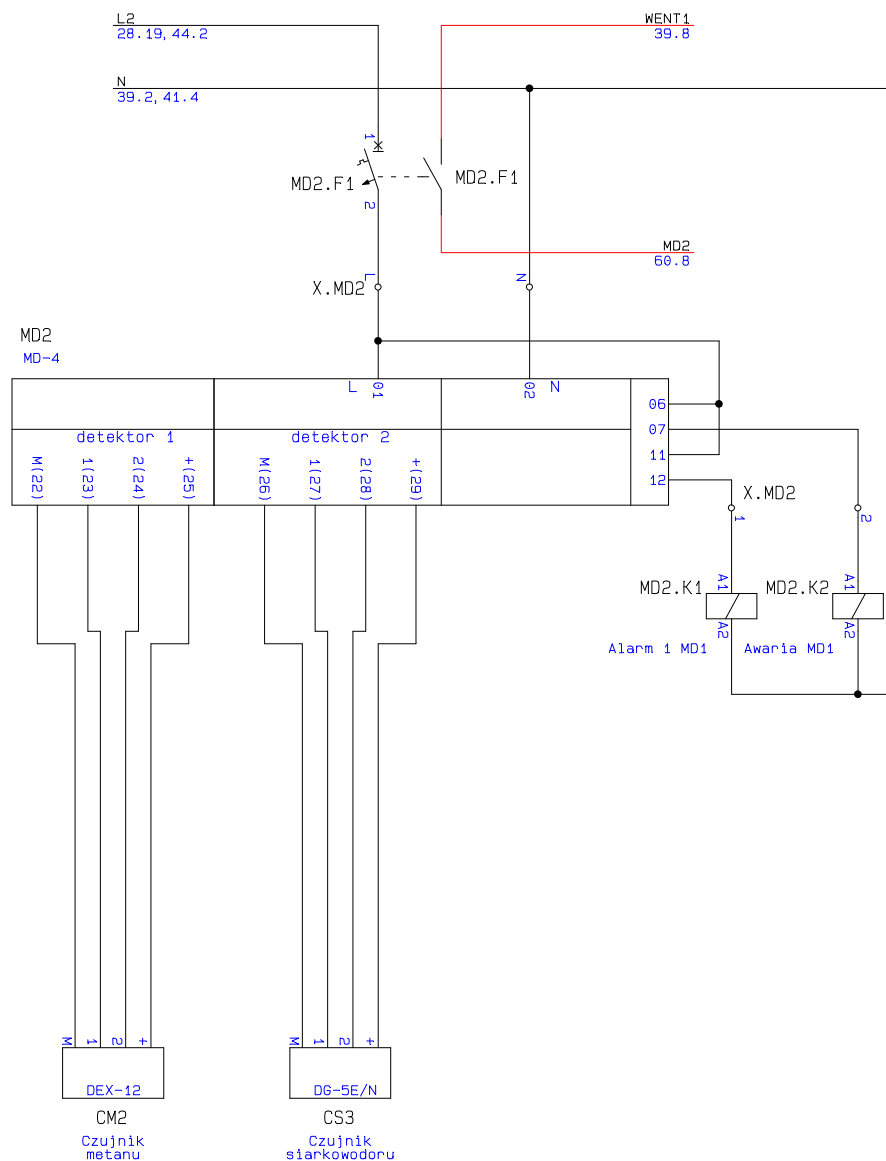 L2
28.19, 44.2
WENT1
39.8
N
39.2, 41.4
1
MD2.F1
MD2.F1
2
MD2
60.8
L
N
X.MD2
MD2
MD-4
L
01
02
N
06
07
11
12
detektor 1
detektor 2
M(22)
1(23)
2(24)
+(25)
M(26)
1(27)
2(28)
+(29)
X.MD2
1
2
MD2.K1
A1
A2
MD2.K2
A1
A2
Alarm 1 MD1
Awaria MD1
M
1
2
+
M
1
2
+
DEX-12
DG-5E/N
CM2
CS3
Czujnik
metanu
Czujnik
siarkowodoru